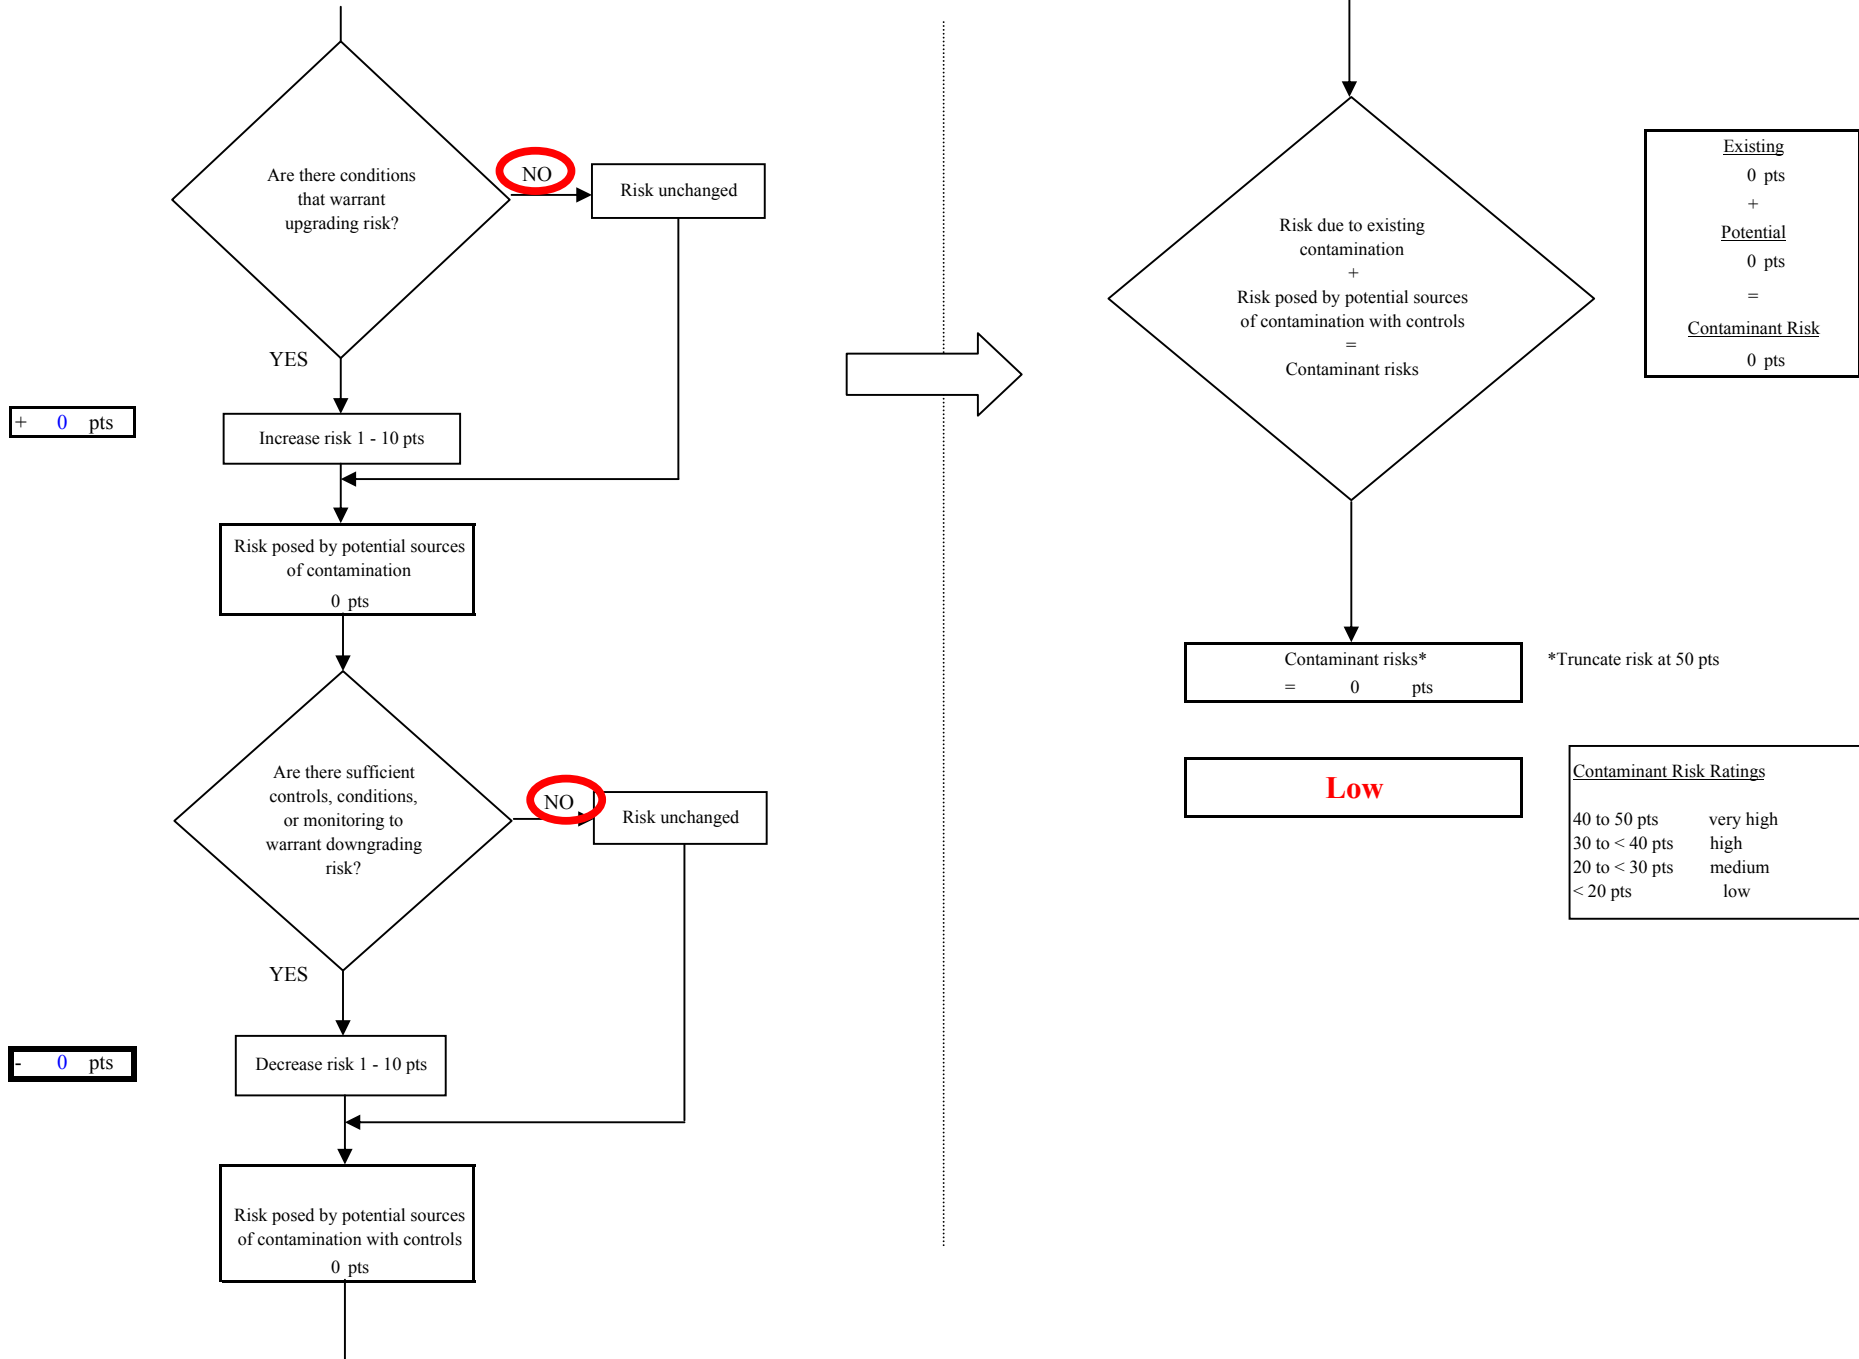 Are there conditions
that warrant
upgrading risk?
NO
Risk unchanged
YES
+ 0 pts
Increase risk 1 - 10 pts
Risk posed by potential sources
of contamination
0 pts
Are there sufficient
controls, conditions,
or monitoring to
warrant downgrading
risk?
NO
Risk unchanged
YES
- 0 pts
Decrease risk 1 - 10 pts
Risk posed by potential sources
of contamination with controls
0 pts
Risk due to existing
contamination
+
Risk posed by potential sources
of contamination with controls
=
Contaminant risks
Existing
0 pts
+
Potential
0 pts
=
Contaminant Risk
0 pts
Contaminant risks*
= 0 pts
*Truncate risk at 50 pts
Low
Contaminant Risk Ratings
40 to 50 pts very high
30 to < 40 pts high
20 to < 30 pts medium
< 20 pts low